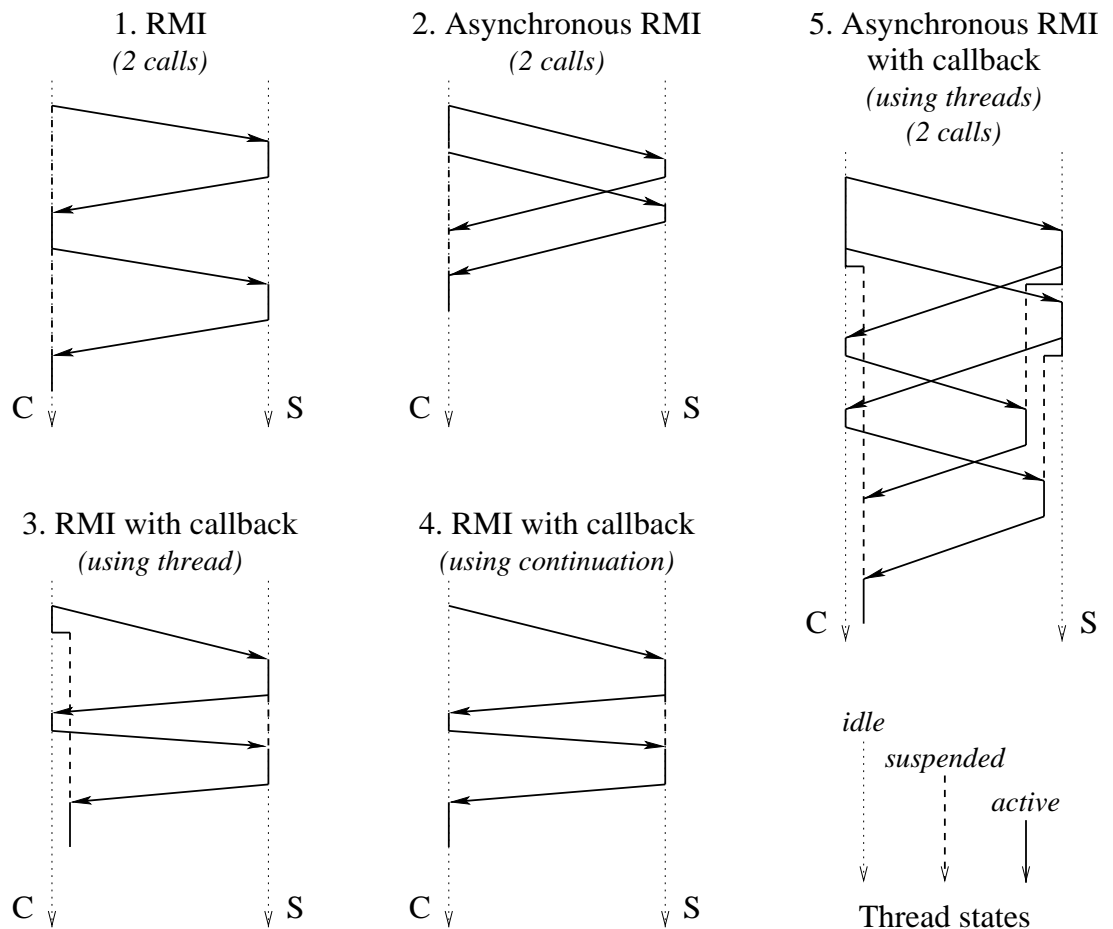 1. RMI
(2 calls)
C
S
2. Asynchronous RMI
(2 calls)
C
S
5. Asynchronous RMI
with callback
(using threads)
(2 calls)
C
S
3. RMI with callback
(using thread)
C
S
4. RMI with callback
(using continuation)
C
S
idle
suspended
active
Thread states